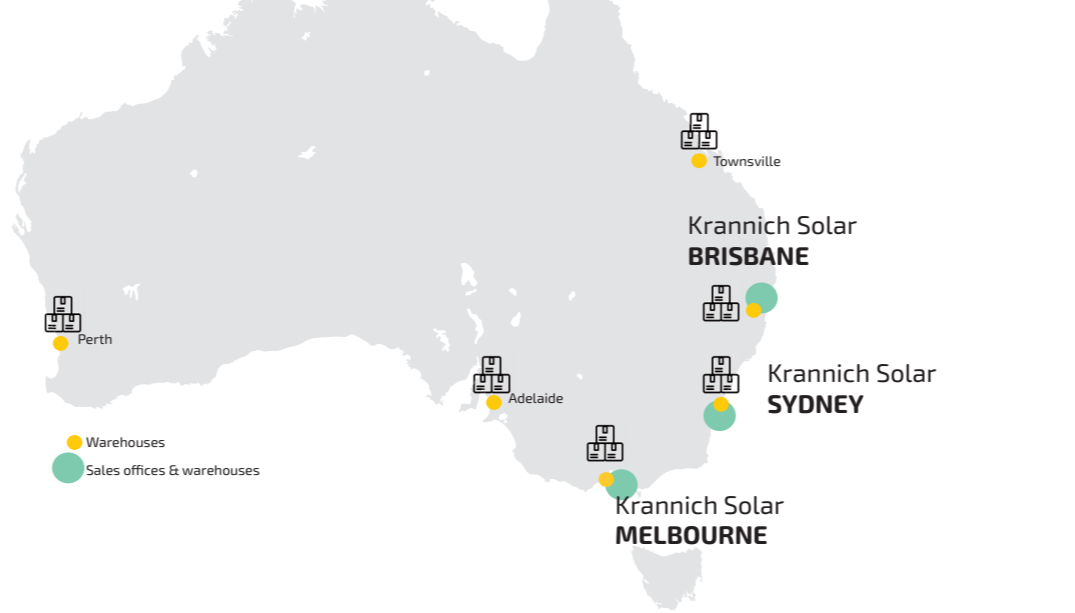 Townsville
Krannich Solar
BRISBANE
Perth
Krannich Solar
SYDNEY
Adelaide
Warehouses
Sales offices & warehouses
Krannich Solar
MELBOURNE